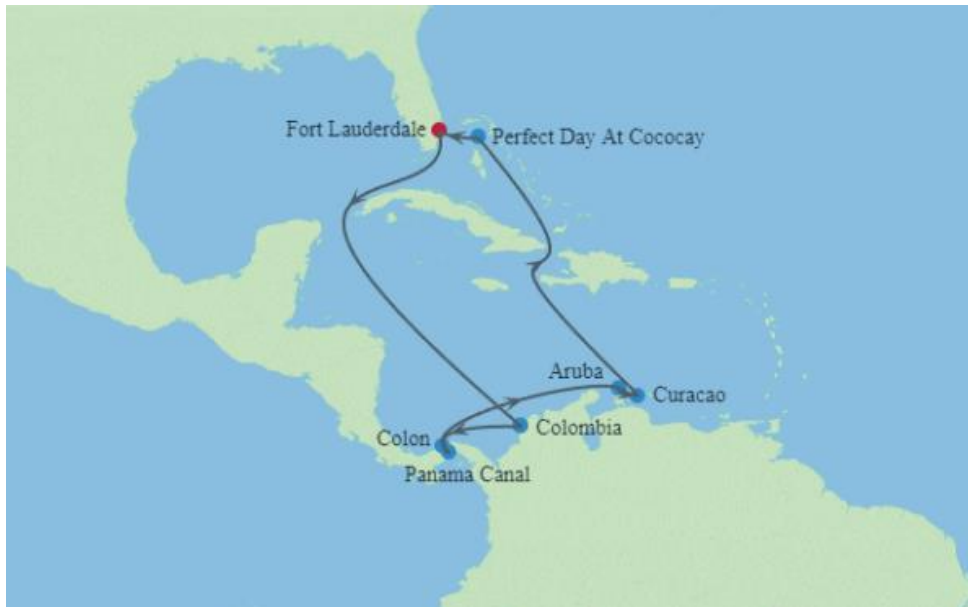 Fort Lauderdale
Perfect Day At Cococay
Aruba
Curacao
Colombia
Colon
Panama Canal